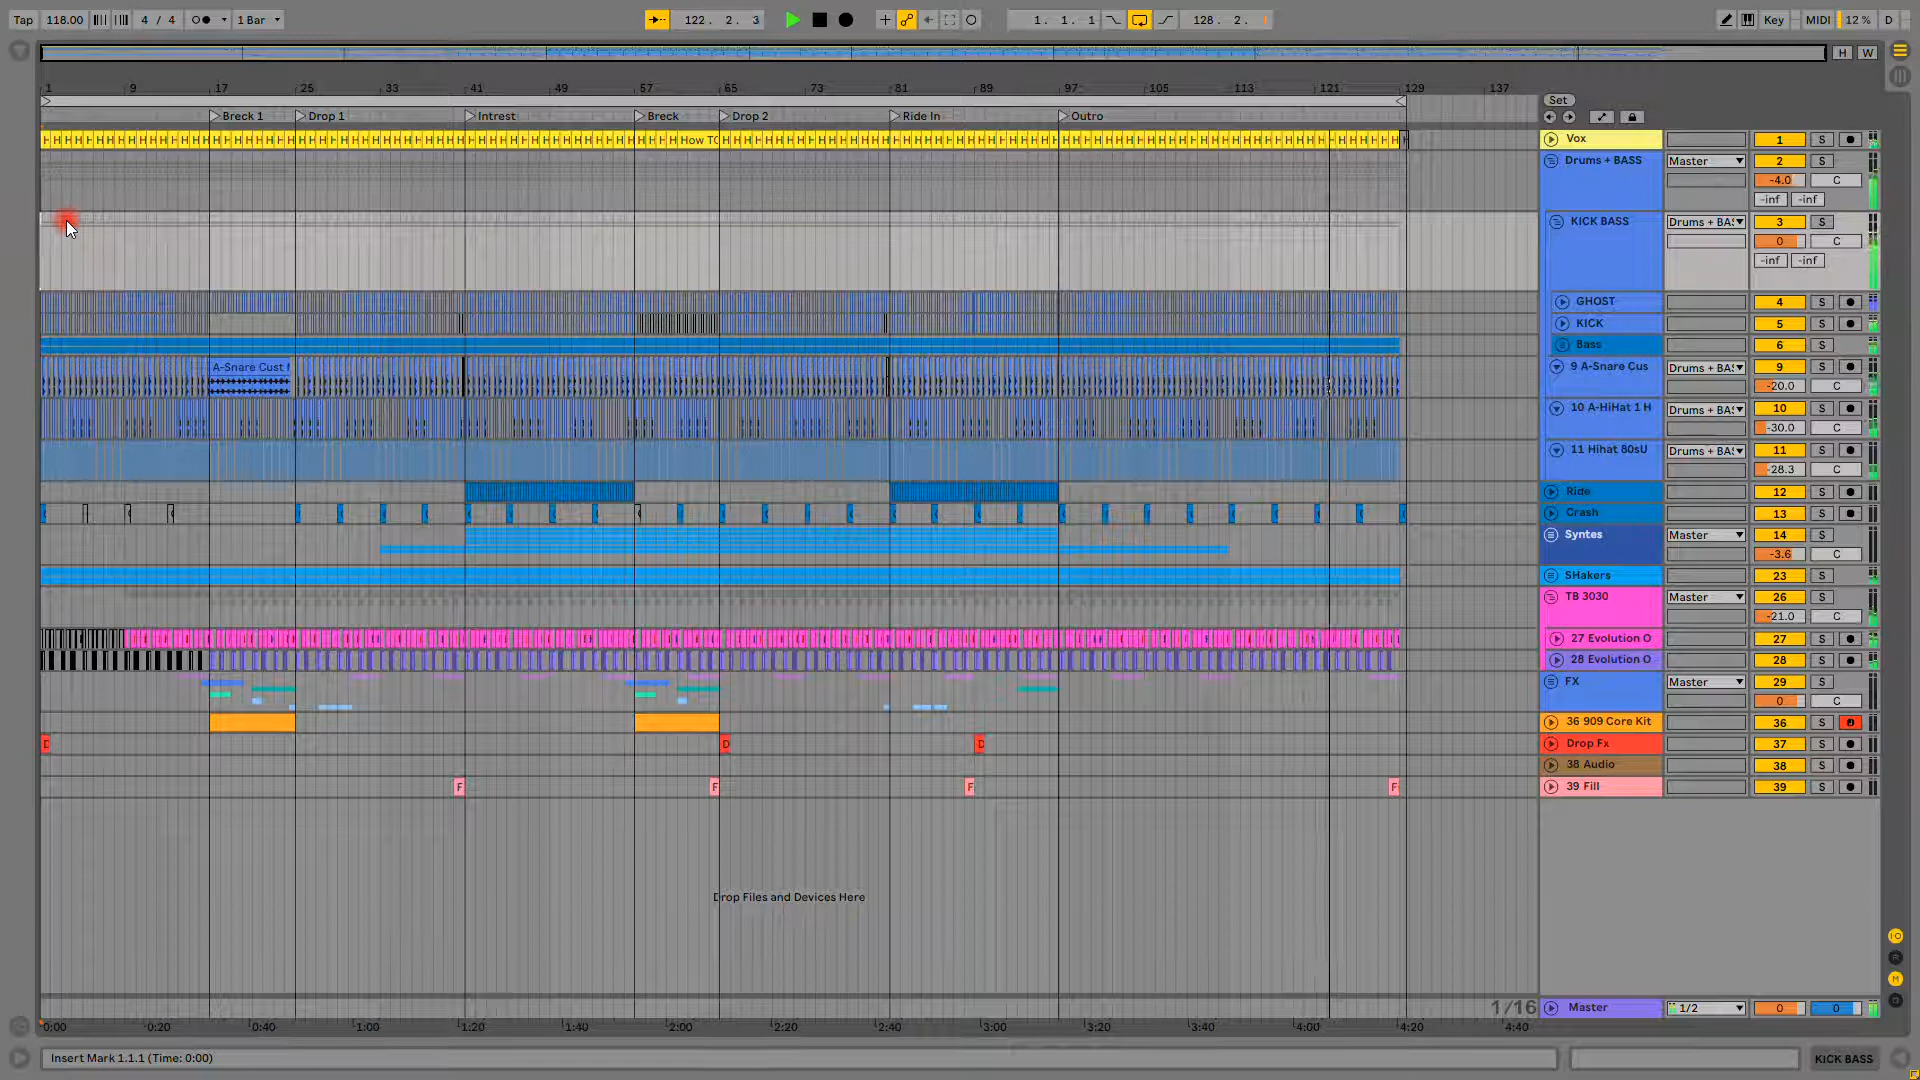 Tap 118.00 4 / 4 1 Bar 122. 2. 3 1. 1. 1 128. 2. Key MIDI 12 % D
H W
1 9 17 25 33 41 49 57 65 73 81 89 97 105 113 121 129 137
Set
Breck 1 Drop 1 Intrest Breck Drop 2 Ride In Outro
How TO
Vox 1 S
Drums + BASS Master 2 S
-4.0 C
-inf -inf
KICK BASS Drums + BAS 3 S
0 C
-inf -inf
GHOST 4 S
KICK 5 S
Bass 6 S
A-Snare Cust
9 A-Snare Cus Drums + BAS 9 S
-20.0 C
10 A-HiHat 1 H Drums + BAS 10 S
-30.0 C
11 Hihat 80sU Drums + BAS 11 S
-28.3 C
Ride 12 S
Crash 13 S
Syntes Master 14 S
-3.6 C
SHakers 23 S
TB 3030 Master 26 S
-21.0 C
27 Evolution O 27 S
28 Evolution O 28 S
FX Master 29 S
0 C
36 909 Core Kit 36 S
D D D Drop Fx 37 S
38 Audio 38 S
F F F F 39 Fill 39 S
Drop Files and Devices Here
1/16 Master 1/2 0 0
0:00 0:20 0:40 1:00 1:20 1:40 2:00 2:20 2:40 3:00 3:20 3:40 4:00 4:20 4:40
Insert Mark 1.1.1 (Time: 0:00) KICK BASS